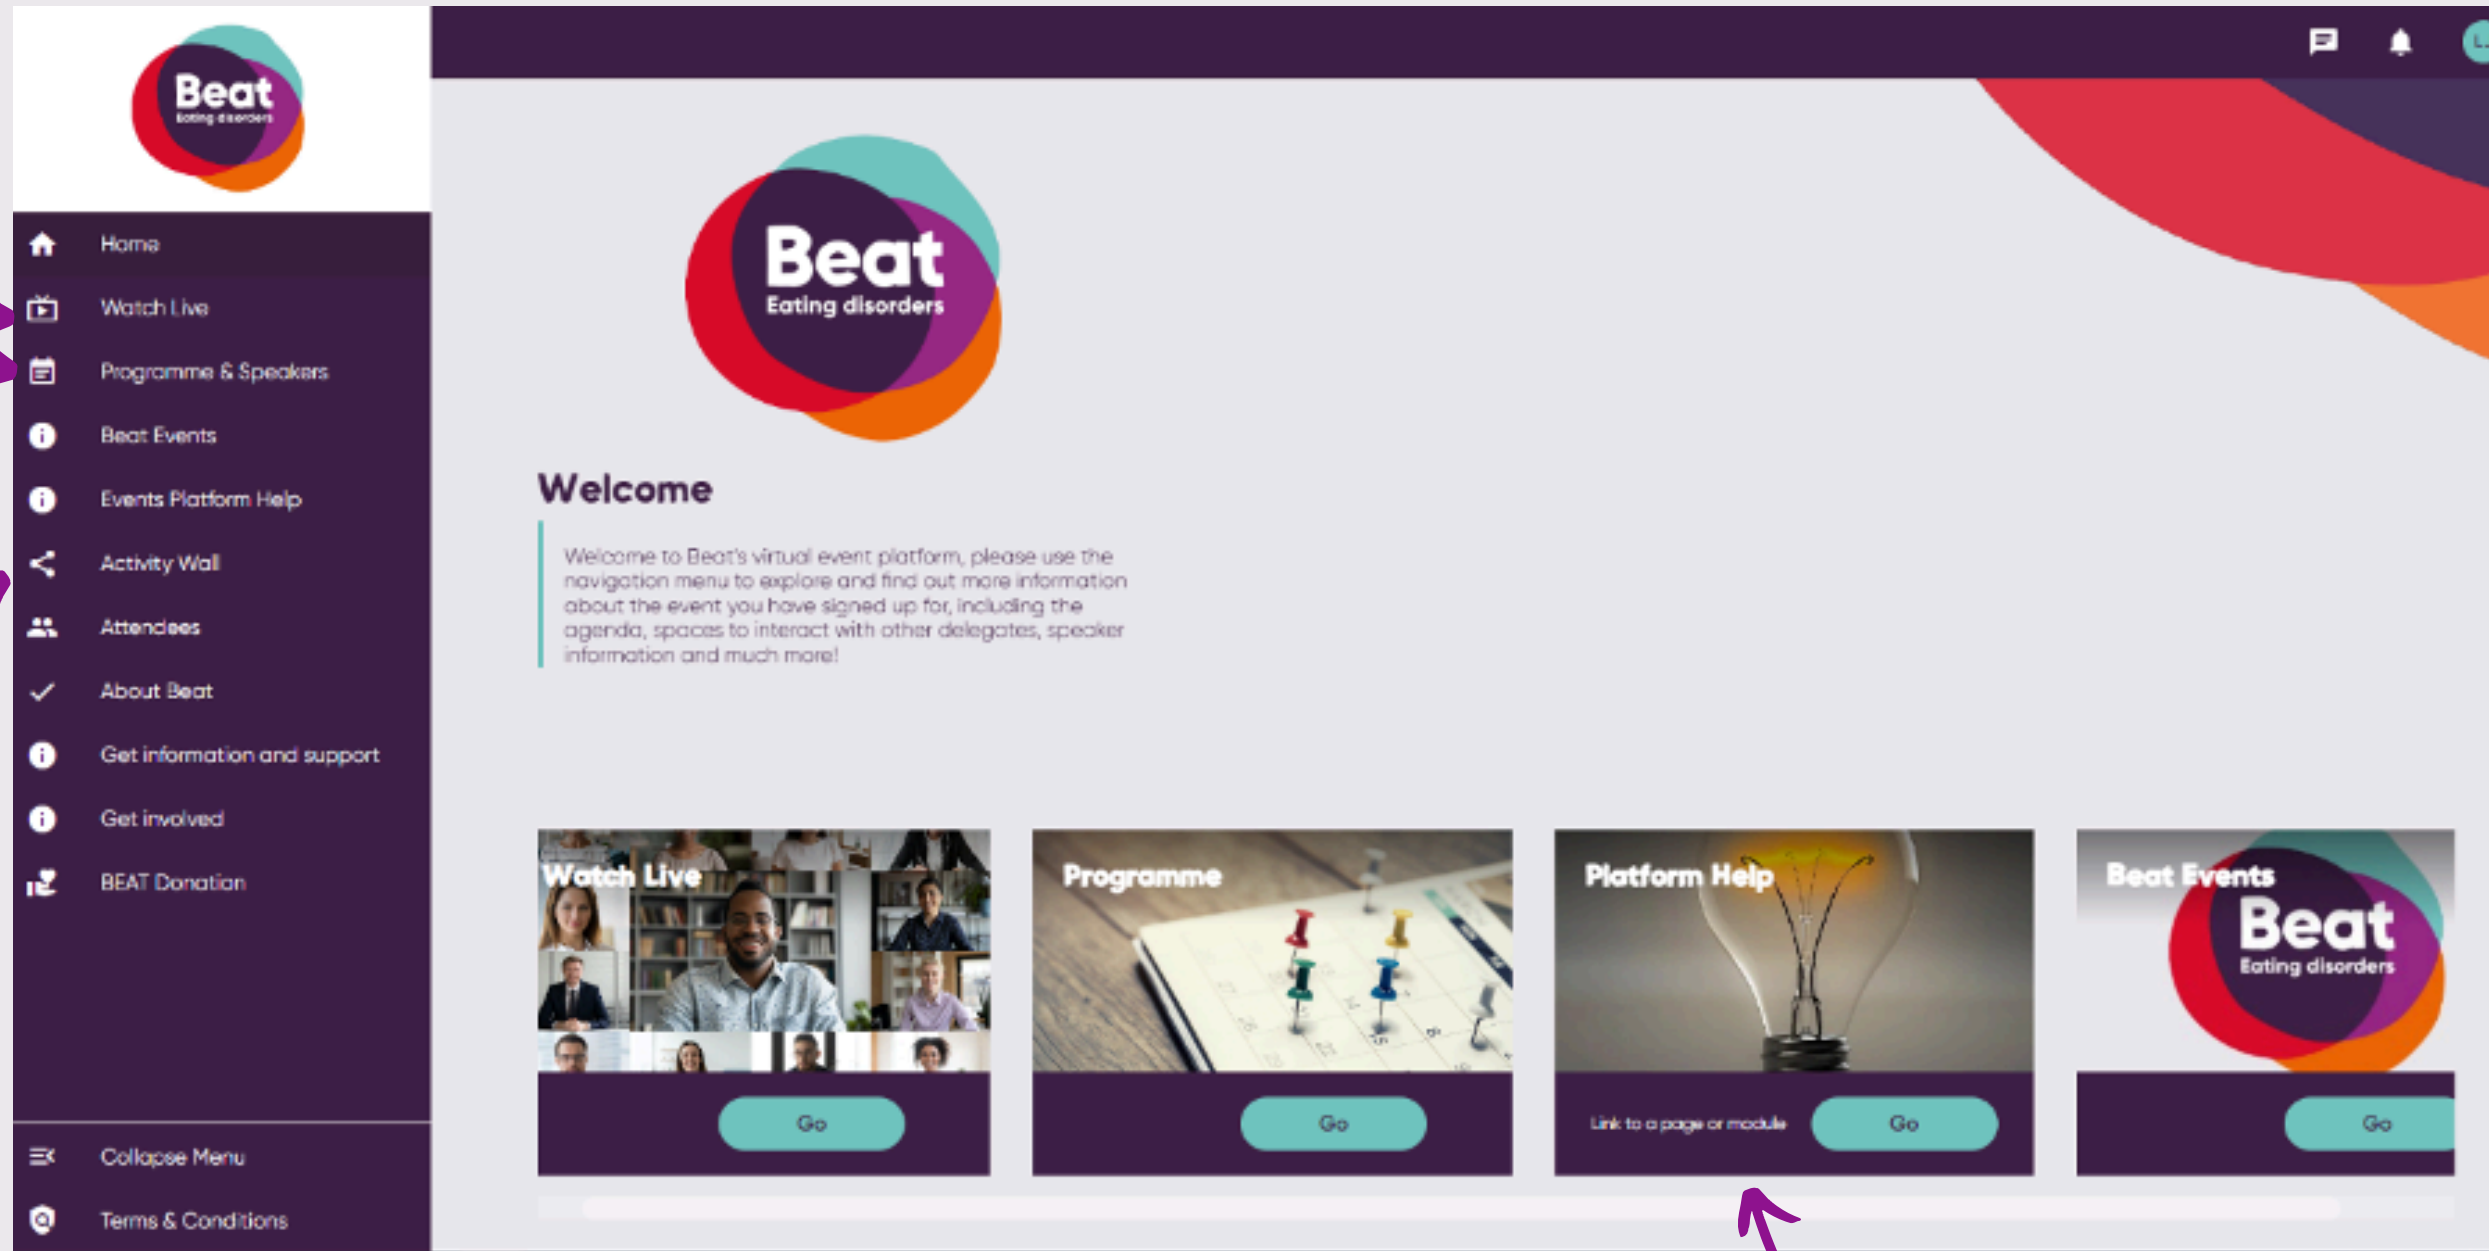 Beat
Eating disorders
Home
Watch Live
Programme & Speakers
Beat Events
Events Platform Help
Activity Wall
Attendees
About Beat
Get information and support
Get involved
BEAT Donation
Collapse Menu
Terms & Conditions
Beat
Eating disorders
Welcome
Welcome to Beat's virtual event platform, please use the
navigation menu to explore and find out more information
about the event you have signed up for, including the
agenda, spaces to interact with other delegates, speaker
information and much more!
Watch Live
Go
Programme
Go
Platform Help
Link to a page or module
Go
Beat Events
Beat
Eating disorders
Go